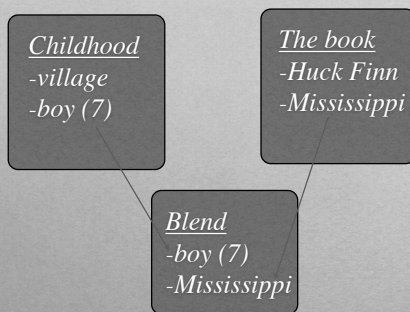 Childhood
-village
-boy (7)
The book
-Huck Finn
-Mississippi
Blend
-boy (7)
-Mississippi